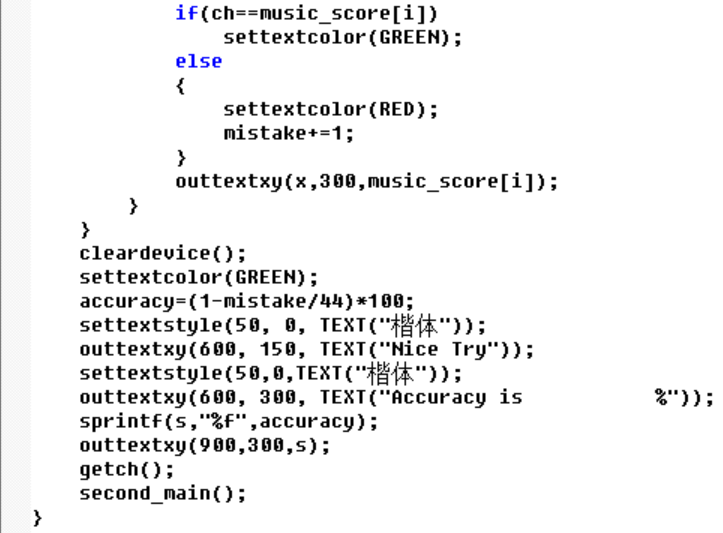 if(ch==music_score[i])
settextcolor(GREEN);
else
{
settextcolor(RED);
mistake+=1;
}
outtextxy(x,300,music_score[i]);
}
}
cleardevice();
settextcolor(GREEN);
accuracy=(1-mistake/44)*100;
settextstyle(50, 0, TEXT("楷体"));
outtextxy(600, 150, TEXT("Nice Try"));
settextstyle(50,0,TEXT("楷体"));
outtextxy(600, 300, TEXT("Accuracy is           %"));
sprintf(s,"%f",accuracy);
outtextxy(900,300,s);
getch();
second_main();
}